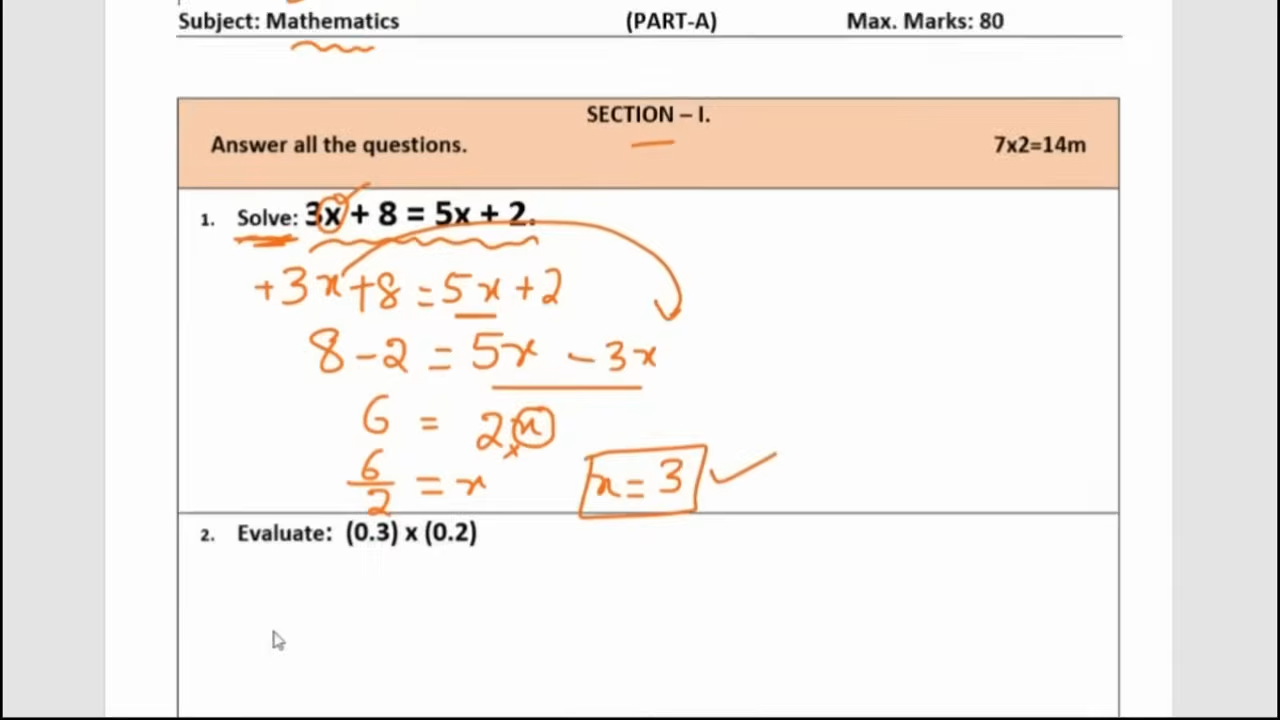 Subject: Mathematics (PART-A) Max. Marks: 80
SECTION – I.
Answer all the questions. 7x2=14m
1. Solve: 3x + 8 = 5x + 2.
+3x+8 = 5x +2
8 - 2 = 5x - 3x
6 = 2x
6/2 = x x = 3
2. Evaluate: (0.3) x (0.2)